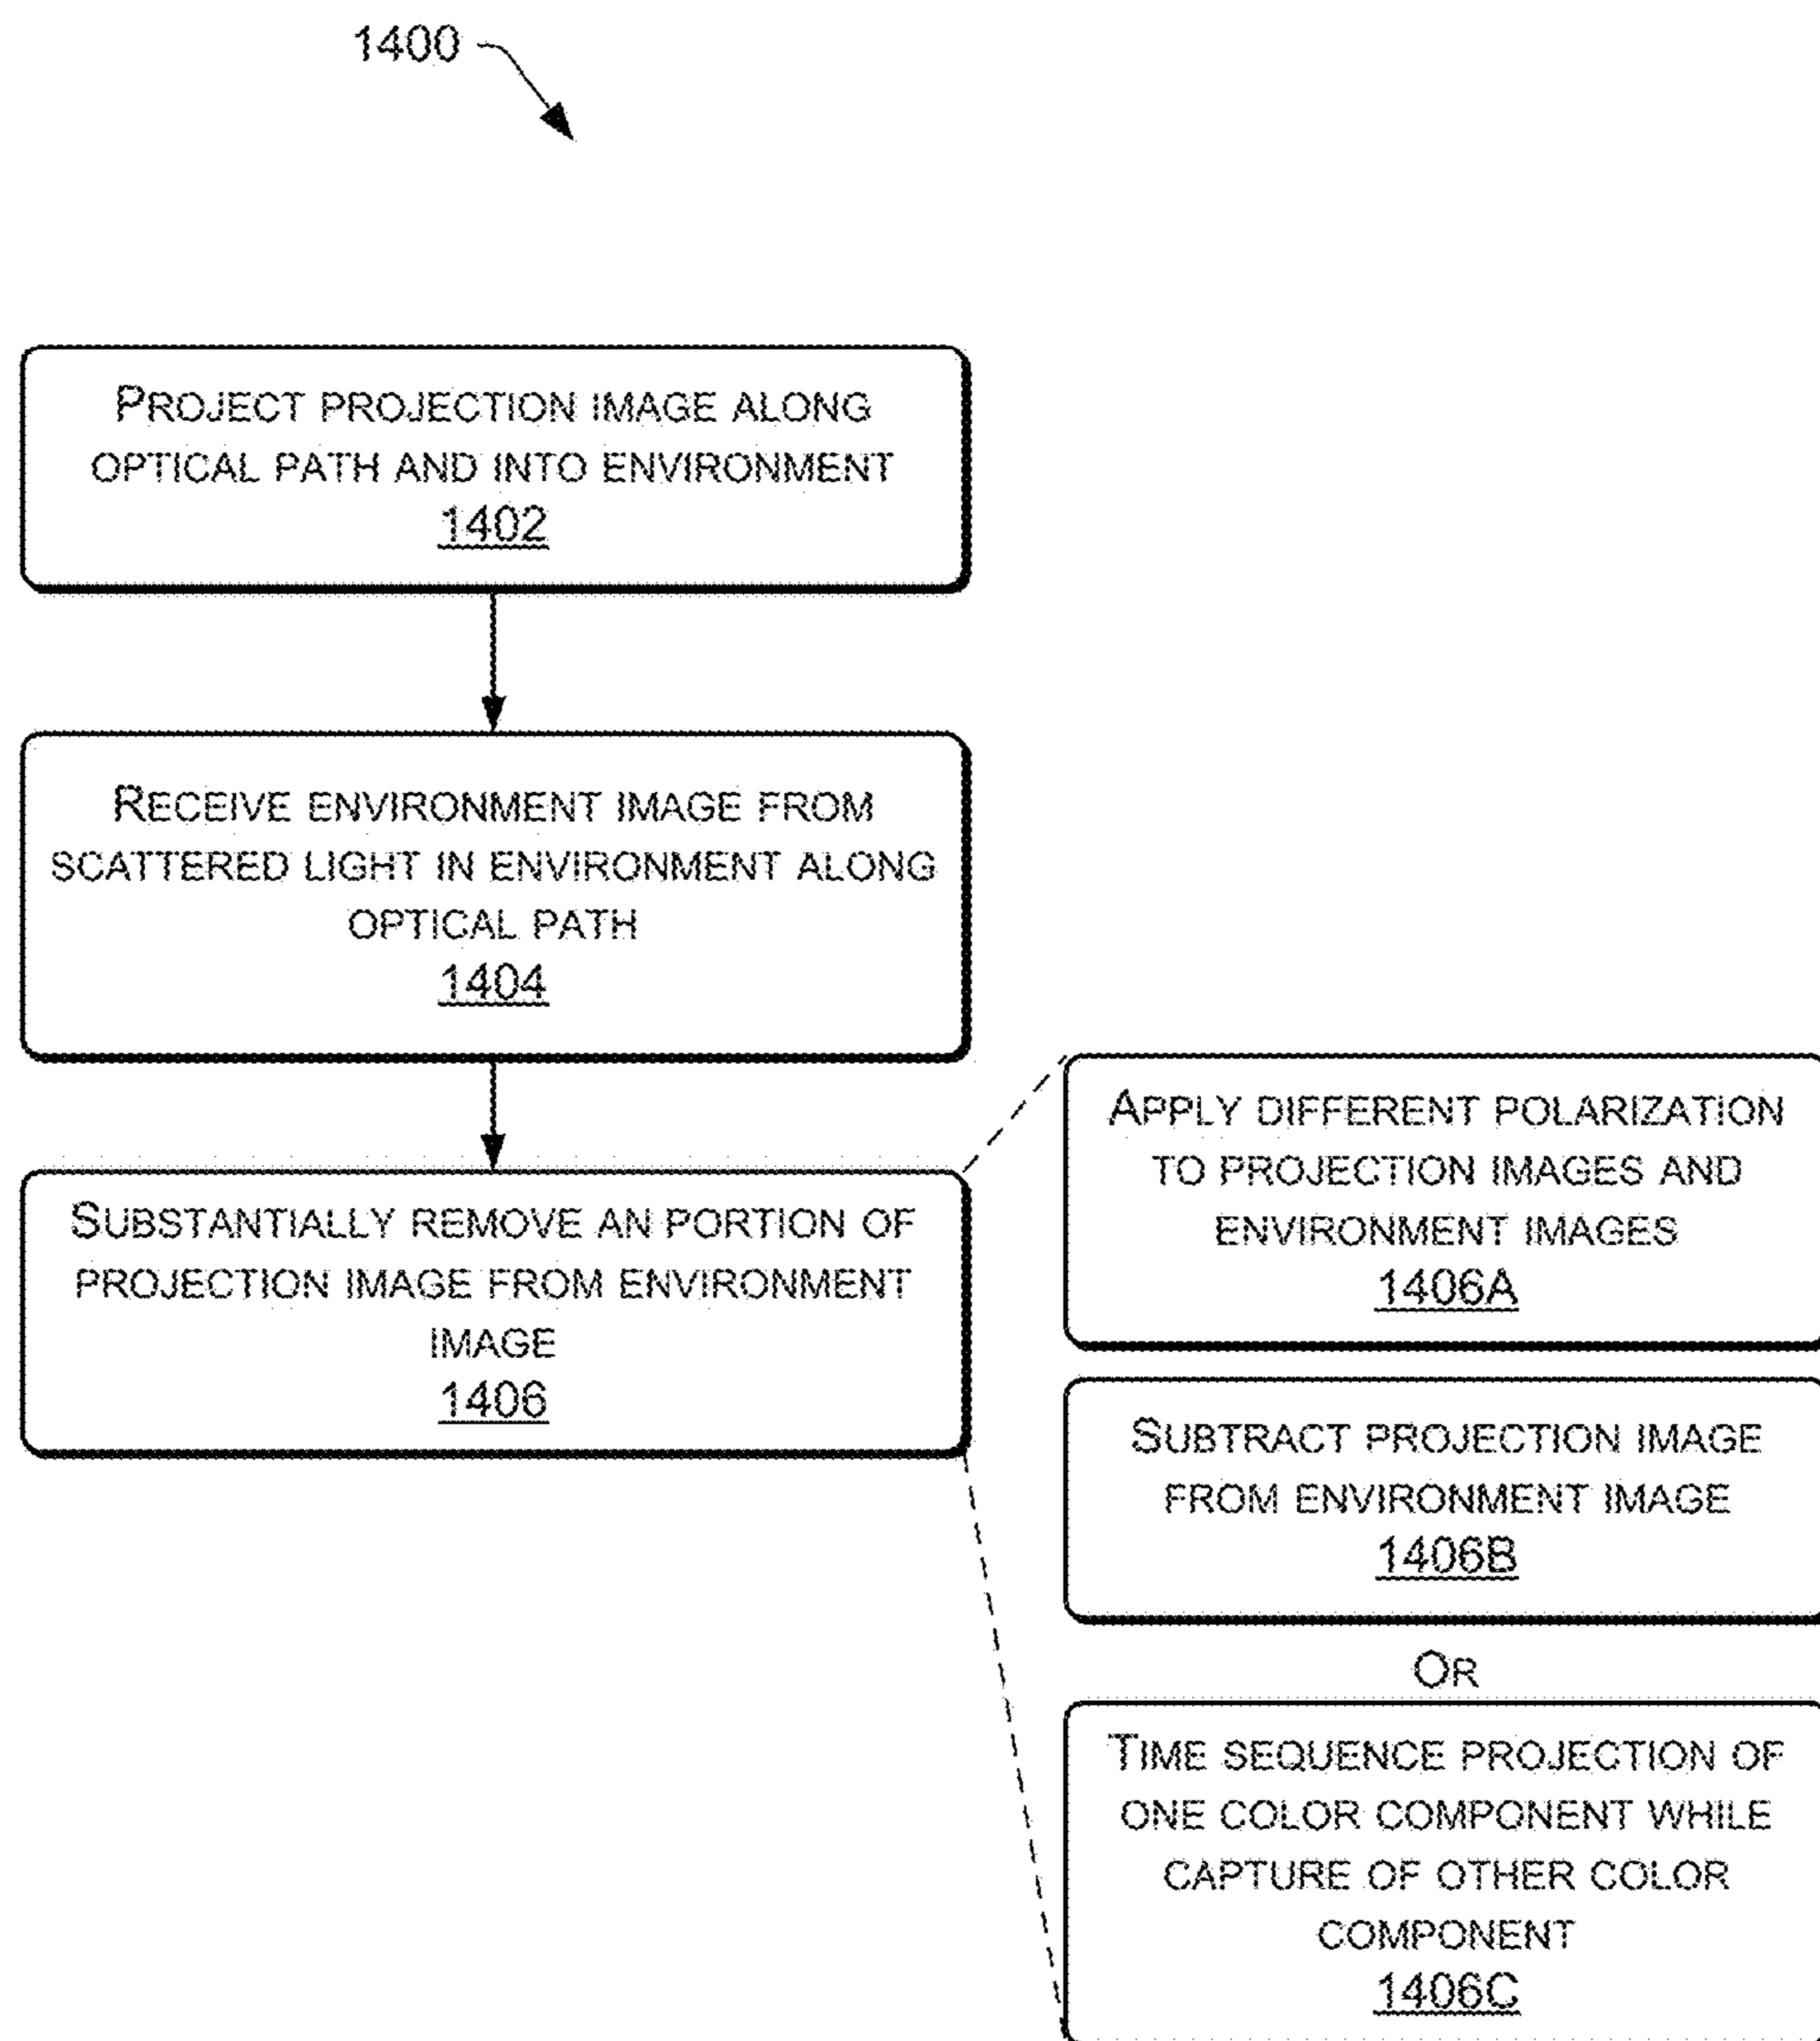 1400
PROJECT PROJECTION IMAGE ALONG
OPTICAL PATH AND INTO ENVIRONMENT
1402
RECEIVE ENVIRONMENT IMAGE FROM
SCATTERED LIGHT IN ENVIRONMENT ALONG
OPTICAL PATH
1404
SUBSTANTIALLY REMOVE AN PORTION OF
PROJECTION IMAGE FROM ENVIRONMENT
IMAGE
1406
APPLY DIFFERENT POLARIZATION
TO PROJECTION IMAGES AND
ENVIRONMENT IMAGES
1406A
SUBTRACT PROJECTION IMAGE
FROM ENVIRONMENT IMAGE
1406B
OR
TIME SEQUENCE PROJECTION OF
ONE COLOR COMPONENT WHILE
CAPTURE OF OTHER COLOR
COMPONENT
1406C